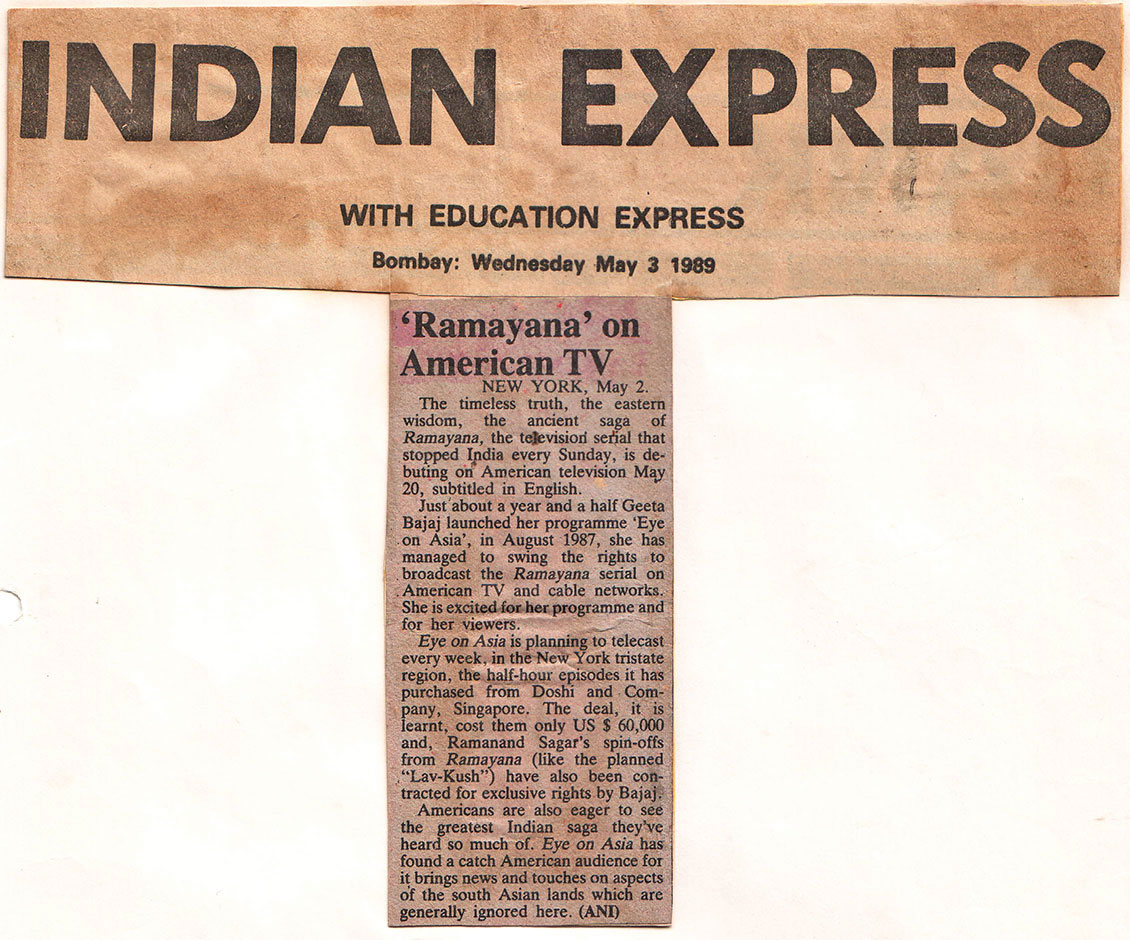 INDIAN EXPRESS
WITH EDUCATION EXPRESS
Bombay: Wednesday May 3 1989
‘Ramayana’ on
American TV
NEW YORK, May 2.
The timeless truth, the eastern
wisdom, the ancient saga of
Ramayana, the television serial that
stopped India every Sunday, is de-
buting on American television May
20, subtitled in English.
Just about a year and a half Geeta
Bajaj launched her programme ‘Eye
on Asia’, in August 1987, she has
managed to swing the rights to
broadcast the Ramayana serial on
American TV and cable networks.
She is excited for her programme and
for her viewers.
Eye on Asia is planning to telecast
every week, in the New York tristate
region, the half-hour episodes it has
purchased from Doshi and Com-
pany, Singapore. The deal, it is
learnt, cost them only US $ 60,000
and, Ramanand Sagar’s spin-offs
from Ramayana (like the planned
“Lav-Kush”) have also been con-
tracted for exclusive rights by Bajaj.
Americans are also eager to see
the greatest Indian saga they’ve
heard so much of. Eye on Asia has
found a catch American audience for
it brings news and touches on aspects
of the south Asian lands which are
generally ignored here. (ANI)